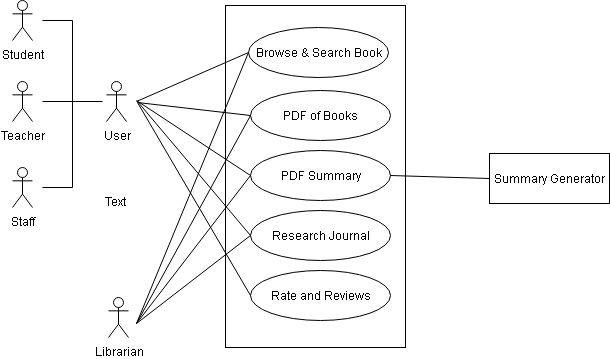 Student
Teacher
Staff
User
Text
Librarian
Browse & Search Book
PDF of Books
PDF Summary
Research Journal
Rate and Reviews
Summary Generator